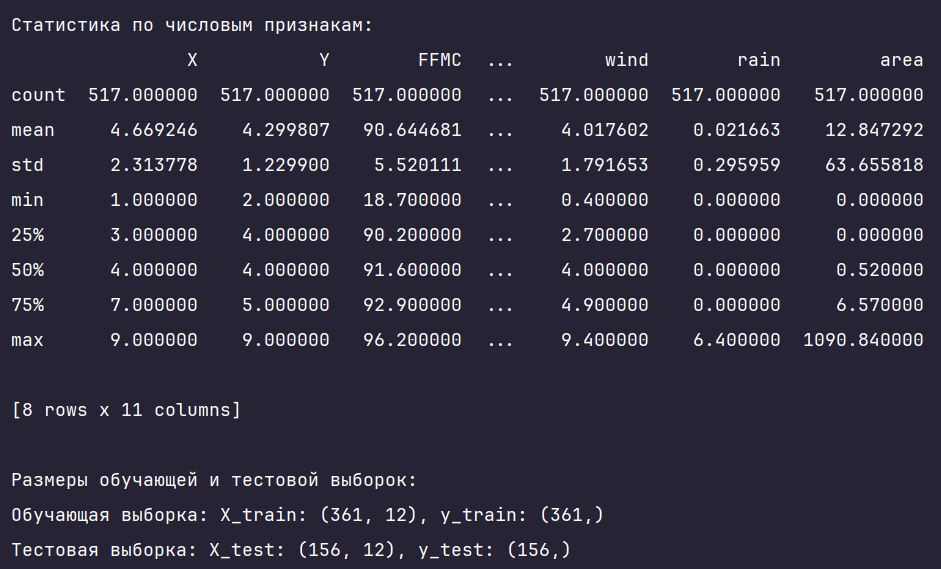 Статистика по числовым признакам:
                X           Y        FFMC  ...        wind        rain         area
count  517.000000  517.000000  517.000000  ...  517.000000  517.000000   517.000000
mean     4.669246    4.299807   90.644681  ...    4.017602    0.021663    12.847292
std      2.313778    1.229900    5.520111  ...    1.791653    0.295959    63.655818
min      1.000000    2.000000   18.700000  ...    0.400000    0.000000     0.000000
25%      3.000000    4.000000   90.200000  ...    2.700000    0.000000     0.000000
50%      4.000000    4.000000   91.600000  ...    4.000000    0.000000     0.520000
75%      7.000000    5.000000   92.900000  ...    4.900000    0.000000     6.570000
max      9.000000    9.000000   96.200000  ...    9.400000    6.400000  1090.840000
[8 rows x 11 columns]
Размеры обучающей и тестовой выборок:
Обучающая выборка: X_train: (361, 12), y_train: (361,)
Тестовая выборка: X_test: (156, 12), y_test: (156,)